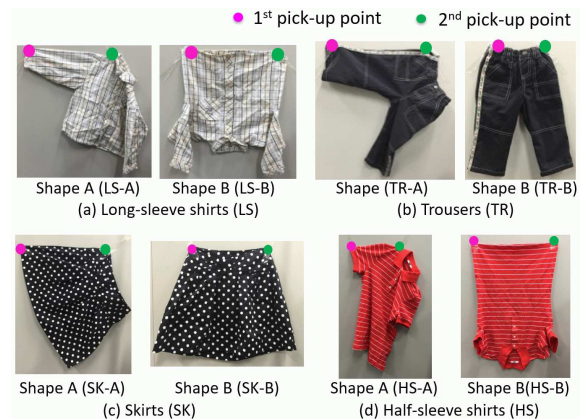 1st pick-up point 2nd pick-up point
Shape A (LS-A) Shape B (LS-B) Shape (TR-A) Shape B (TR-B)
(a) Long-sleeve shirts (LS) (b) Trousers (TR)
Shape A (SK-A) Shape B (SK-B) Shape A (HS-A) Shape B(HS-B)
(c) Skirts (SK) (d) Half-sleeve shirts (HS)